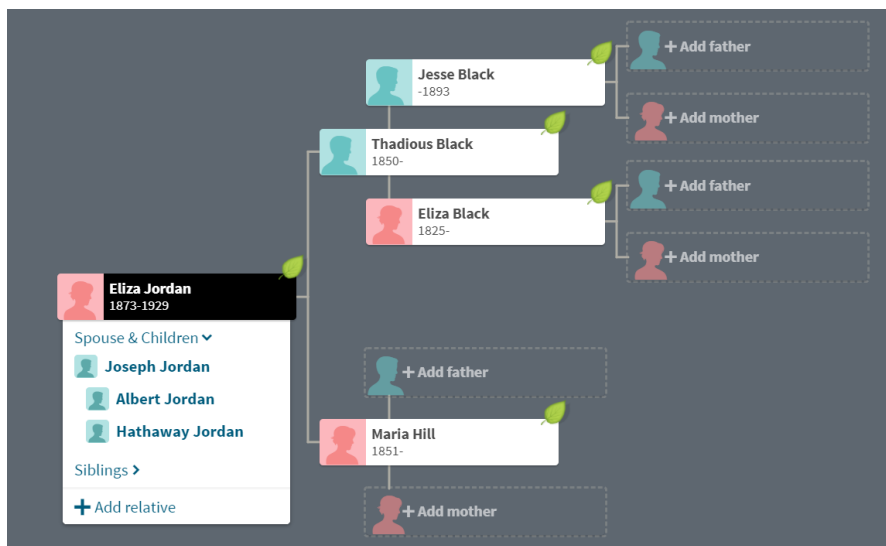 Jesse Black
-1893
+ Add father
+ Add mother
Thadious Black
1850-
Eliza Black
1825-
+ Add father
+ Add mother
Eliza Jordan
1873-1929
Spouse & Children
Joseph Jordan
Albert Jordan
Hathaway Jordan
Siblings
+ Add relative
+ Add father
Maria Hill
1851-
+ Add mother